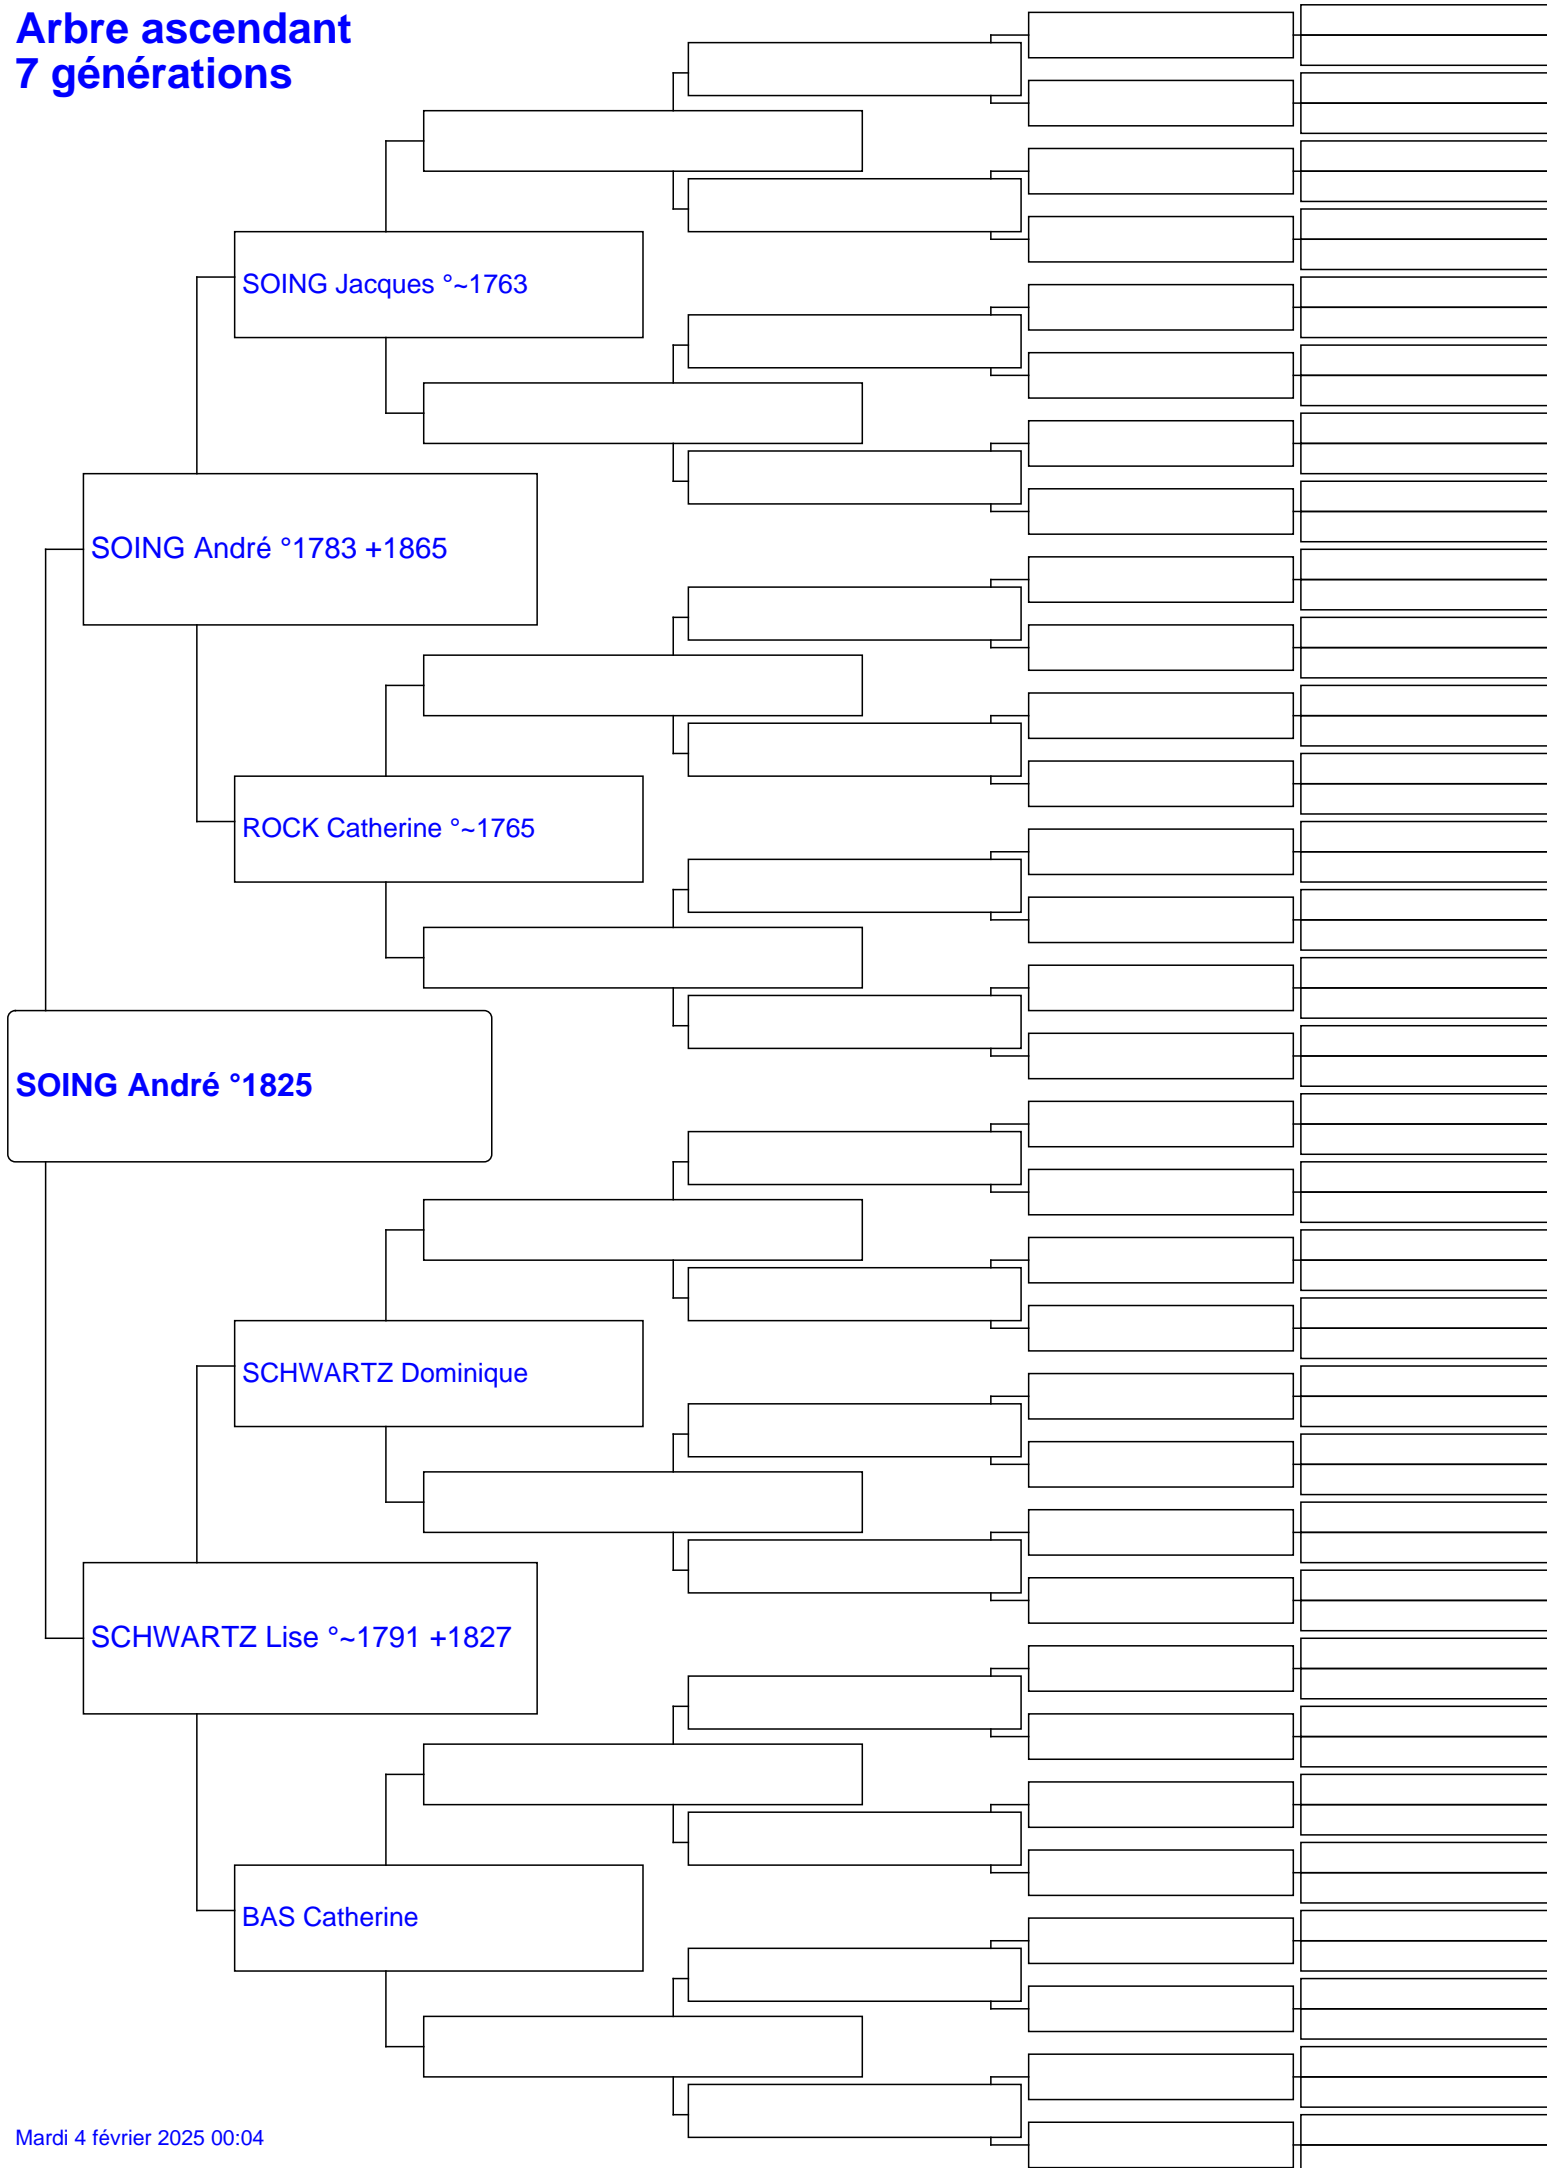 Arbre ascendant
7 générations
SOING Jacques °~1763
SOING André °1783 +1865
ROCK Catherine °~1765
SOING André °1825
SCHWARTZ Dominique
SCHWARTZ Lise °~1791 +1827
BAS Catherine
Mardi 4 février 2025 00:04